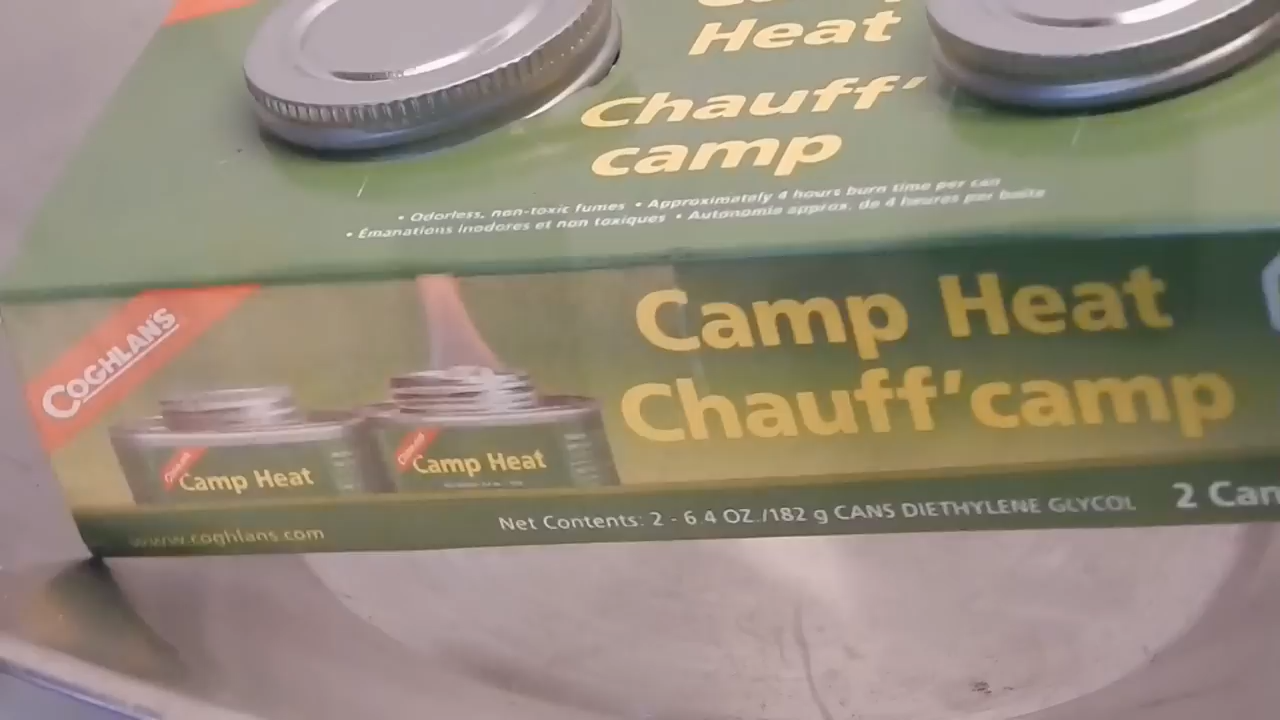 Heat
Chauff'
camp
• Odorless, non-toxic fumes • Approximately 4 hours burn time per can
• Émanations inodores et non toxiques • Autonomie approx. de 4 heures par boîte
COGHLAN'S
Camp Heat
Chauff'camp
Camp Heat
Camp Heat
www.coghlans.com
Net Contents: 2 - 6.4 OZ./182 g CANS DIETHYLENE GLYCOL
2 Can